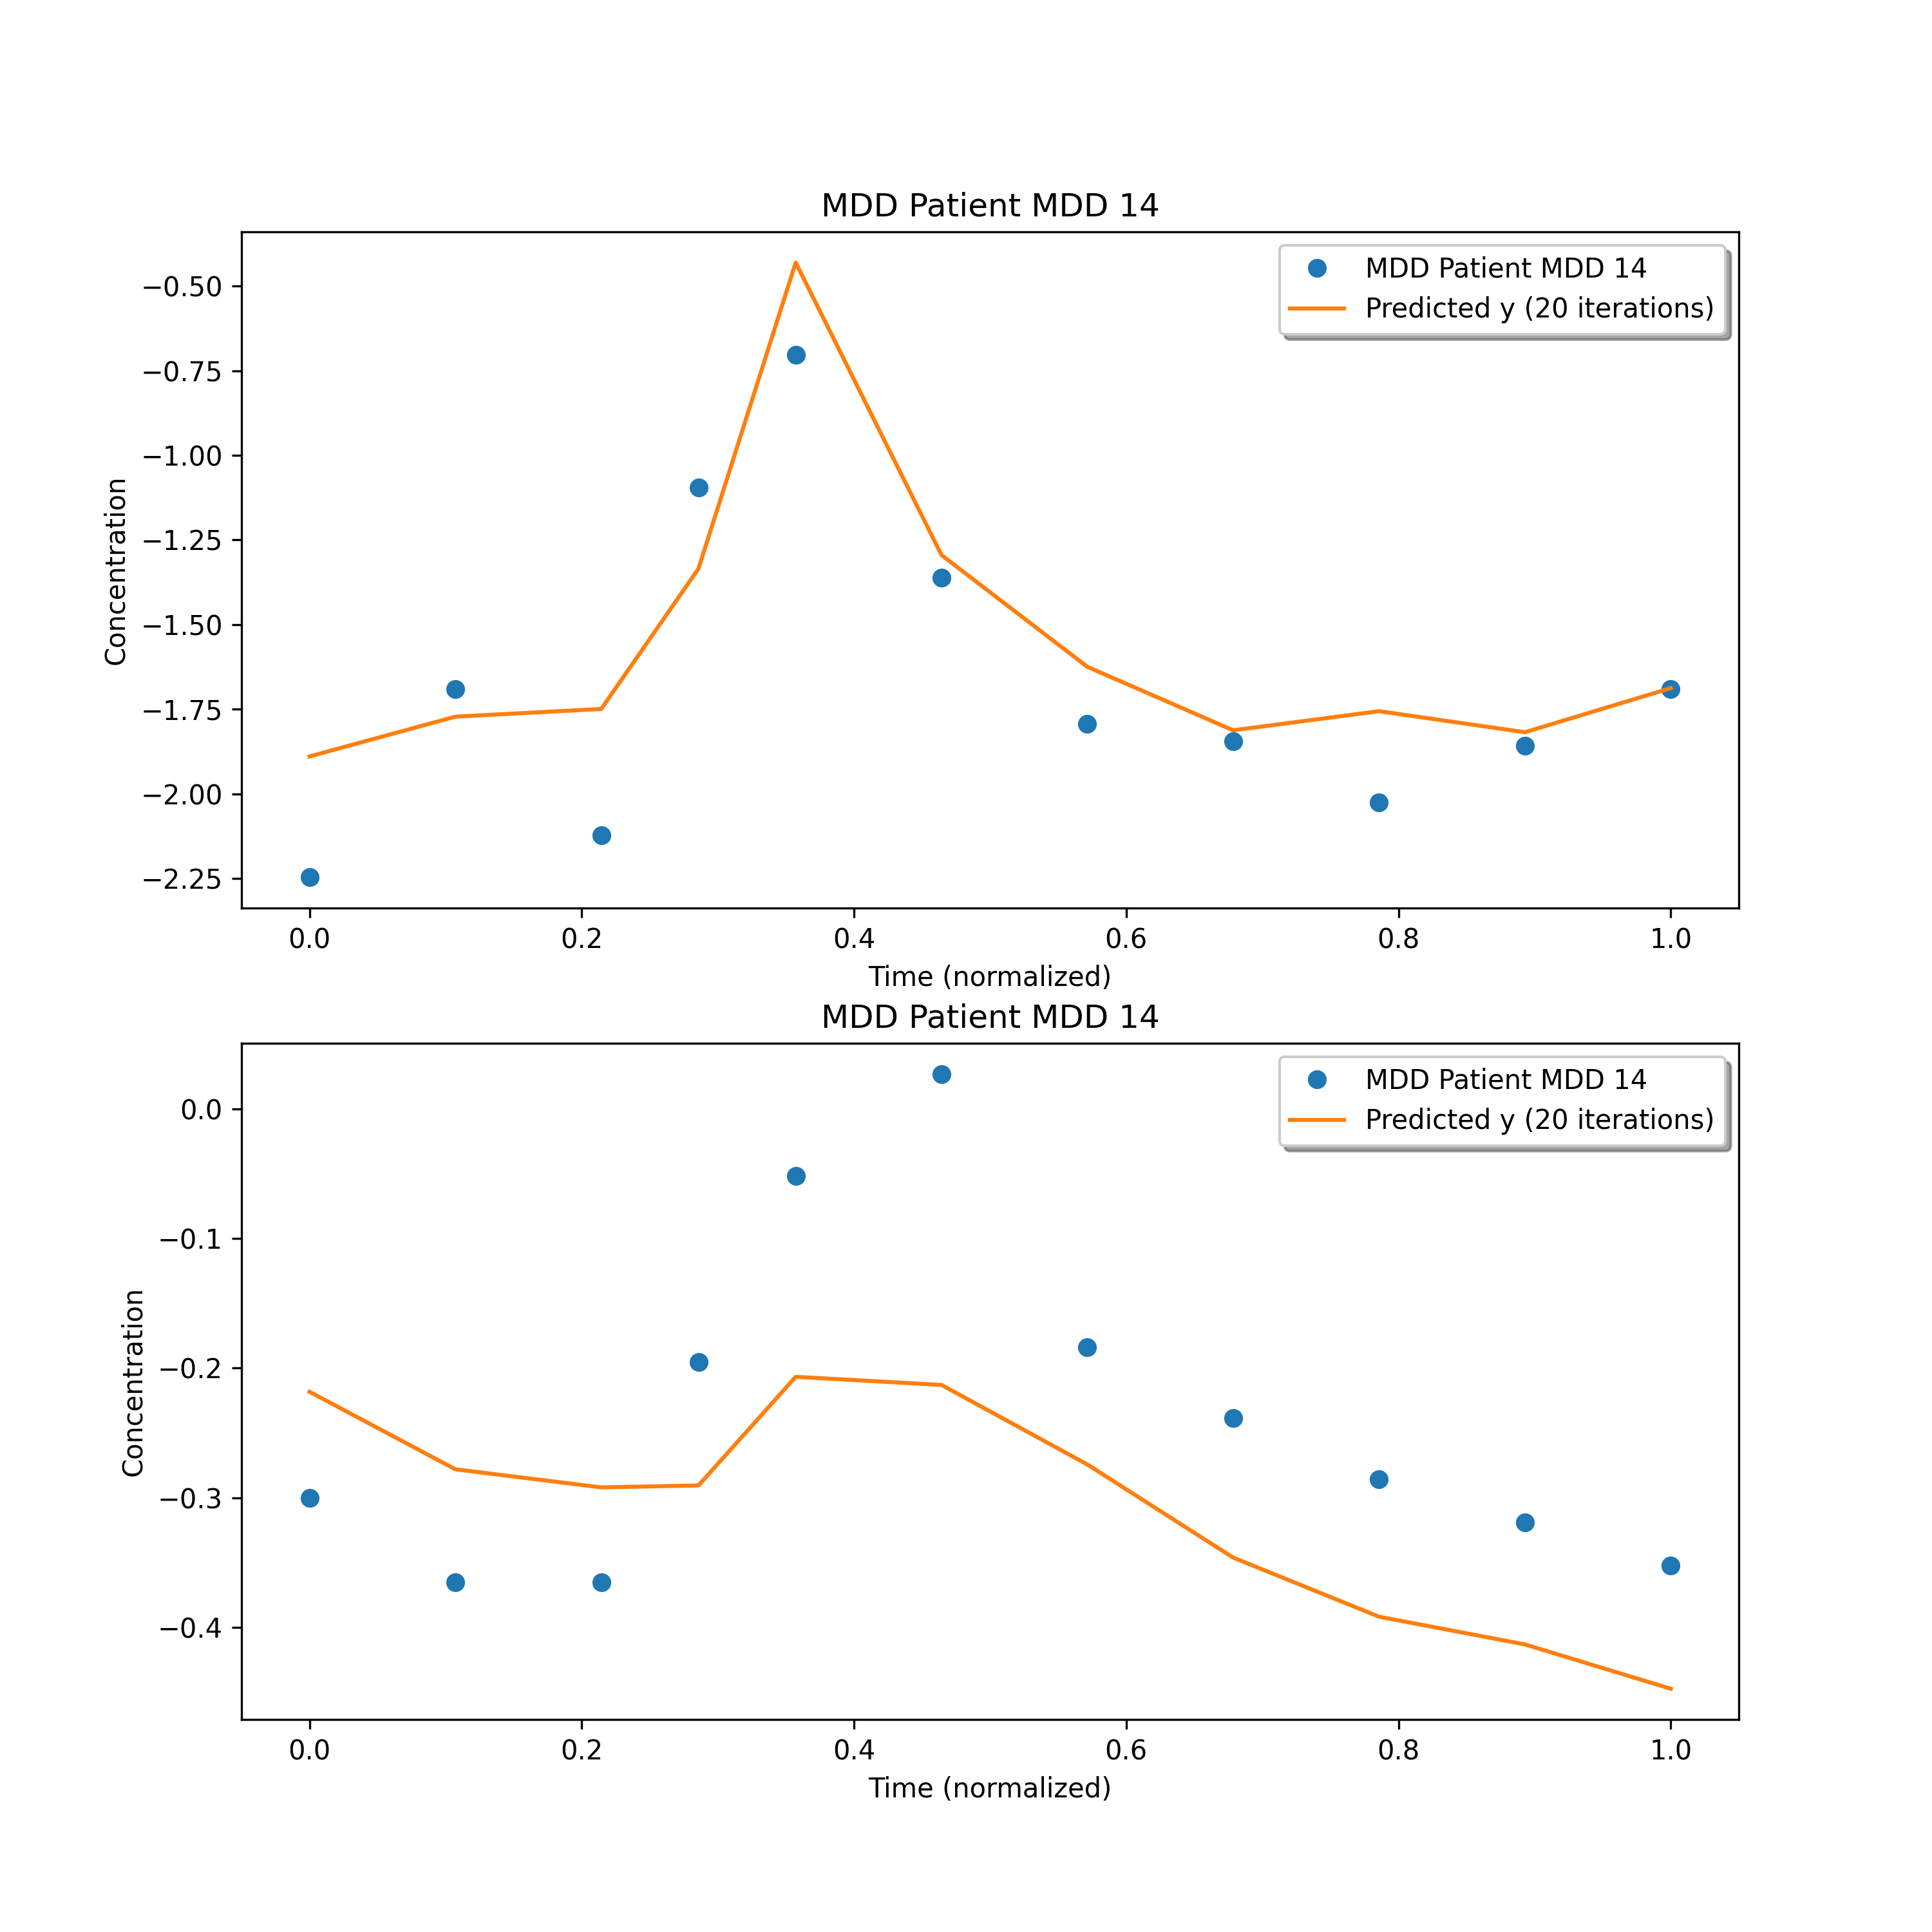 MDD Patient MDD 14
MDD Patient MDD 14
Predicted y (20 iterations)
−0.50
−0.75
−1.00
−1.25
−1.50
−1.75
−2.00
−2.25
Concentration
0.0 0.2 0.4 0.6 0.8 1.0
Time (normalized)
MDD Patient MDD 14
MDD Patient MDD 14
Predicted y (20 iterations)
0.0
−0.1
−0.2
−0.3
−0.4
Concentration
0.0 0.2 0.4 0.6 0.8 1.0
Time (normalized)